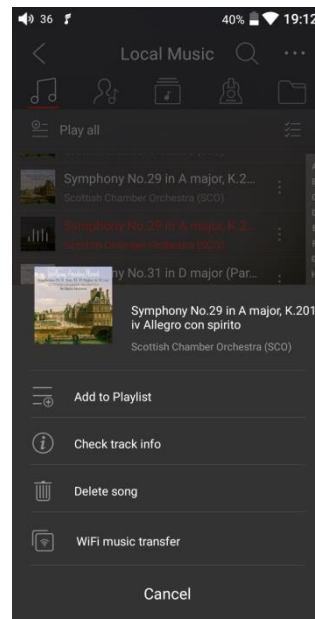 36
40% 19:12
Local Music
Play all
Symphony No.29 in A major, K.2...
Scottish Chamber Orchestra (SCO)
Symphony No.29 in A major, K.2...
Scottish Chamber Orchestra (SCO)
ny No.31 in D major (Par...
Symphony No.29 in A major, K.201
iv Allegro con spirito
Scottish Chamber Orchestra (SCO)
Add to Playlist
Check track info
Delete song
WiFi music transfer
Cancel